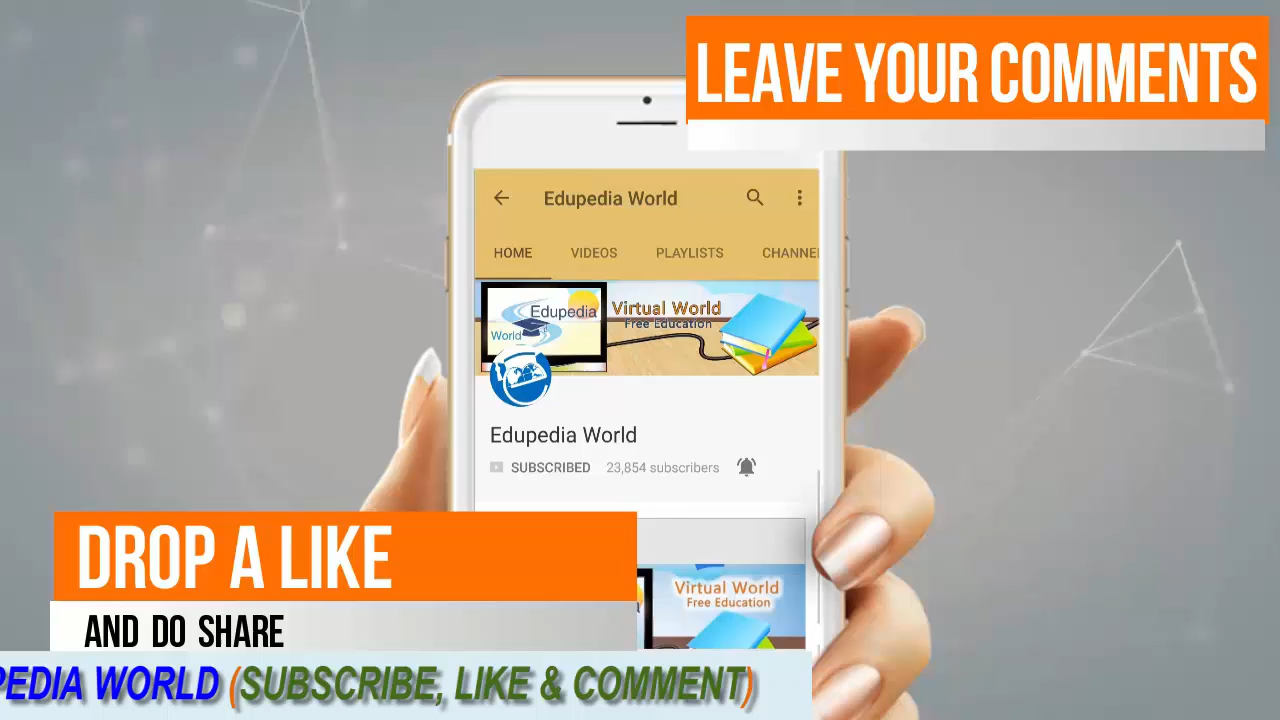 LEAVE YOUR COMMENTS
Edupedia World
HOME VIDEOS PLAYLISTS CHANNE
Edupedia
World
Virtual World
Free Education
Edupedia World
SUBSCRIBED 23,854 subscribers
DROP A LIKE
Virtual World
Free Education
AND DO SHARE
PEDIA WORLD (SUBSCRIBE, LIKE & COMMENT)